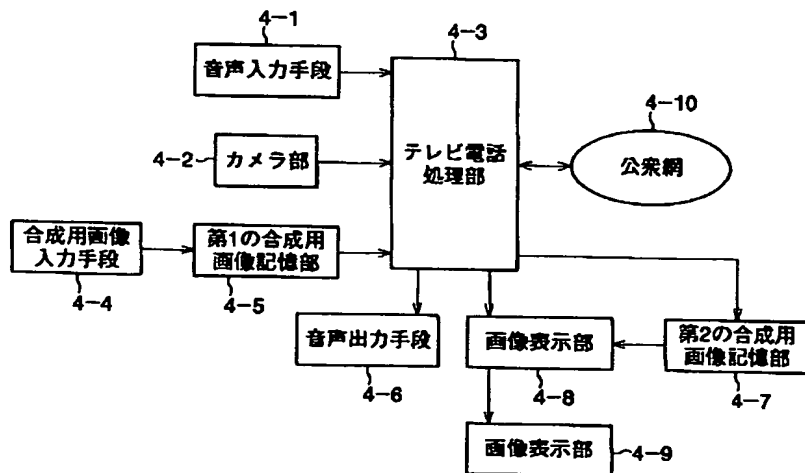 4-1
音声入力手段
4-3
テレビ電話
処理部
4-10
公衆網
4-2
カメラ部
合成用画像
入力手段
4-4
第1の合成用
画像記憶部
4-5
音声出力手段
4-6
画像表示部
4-8
第2の合成用
画像記憶部
4-7
画像表示部
4-9